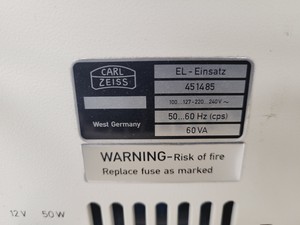 CARL
ZEISS
EL - Einsatz
451485
100...127 - 220...240V ~
50...60 Hz (cps)
60 VA
West Germany
WARNING-Risk of fire
Replace fuse as marked
12 V 50 W